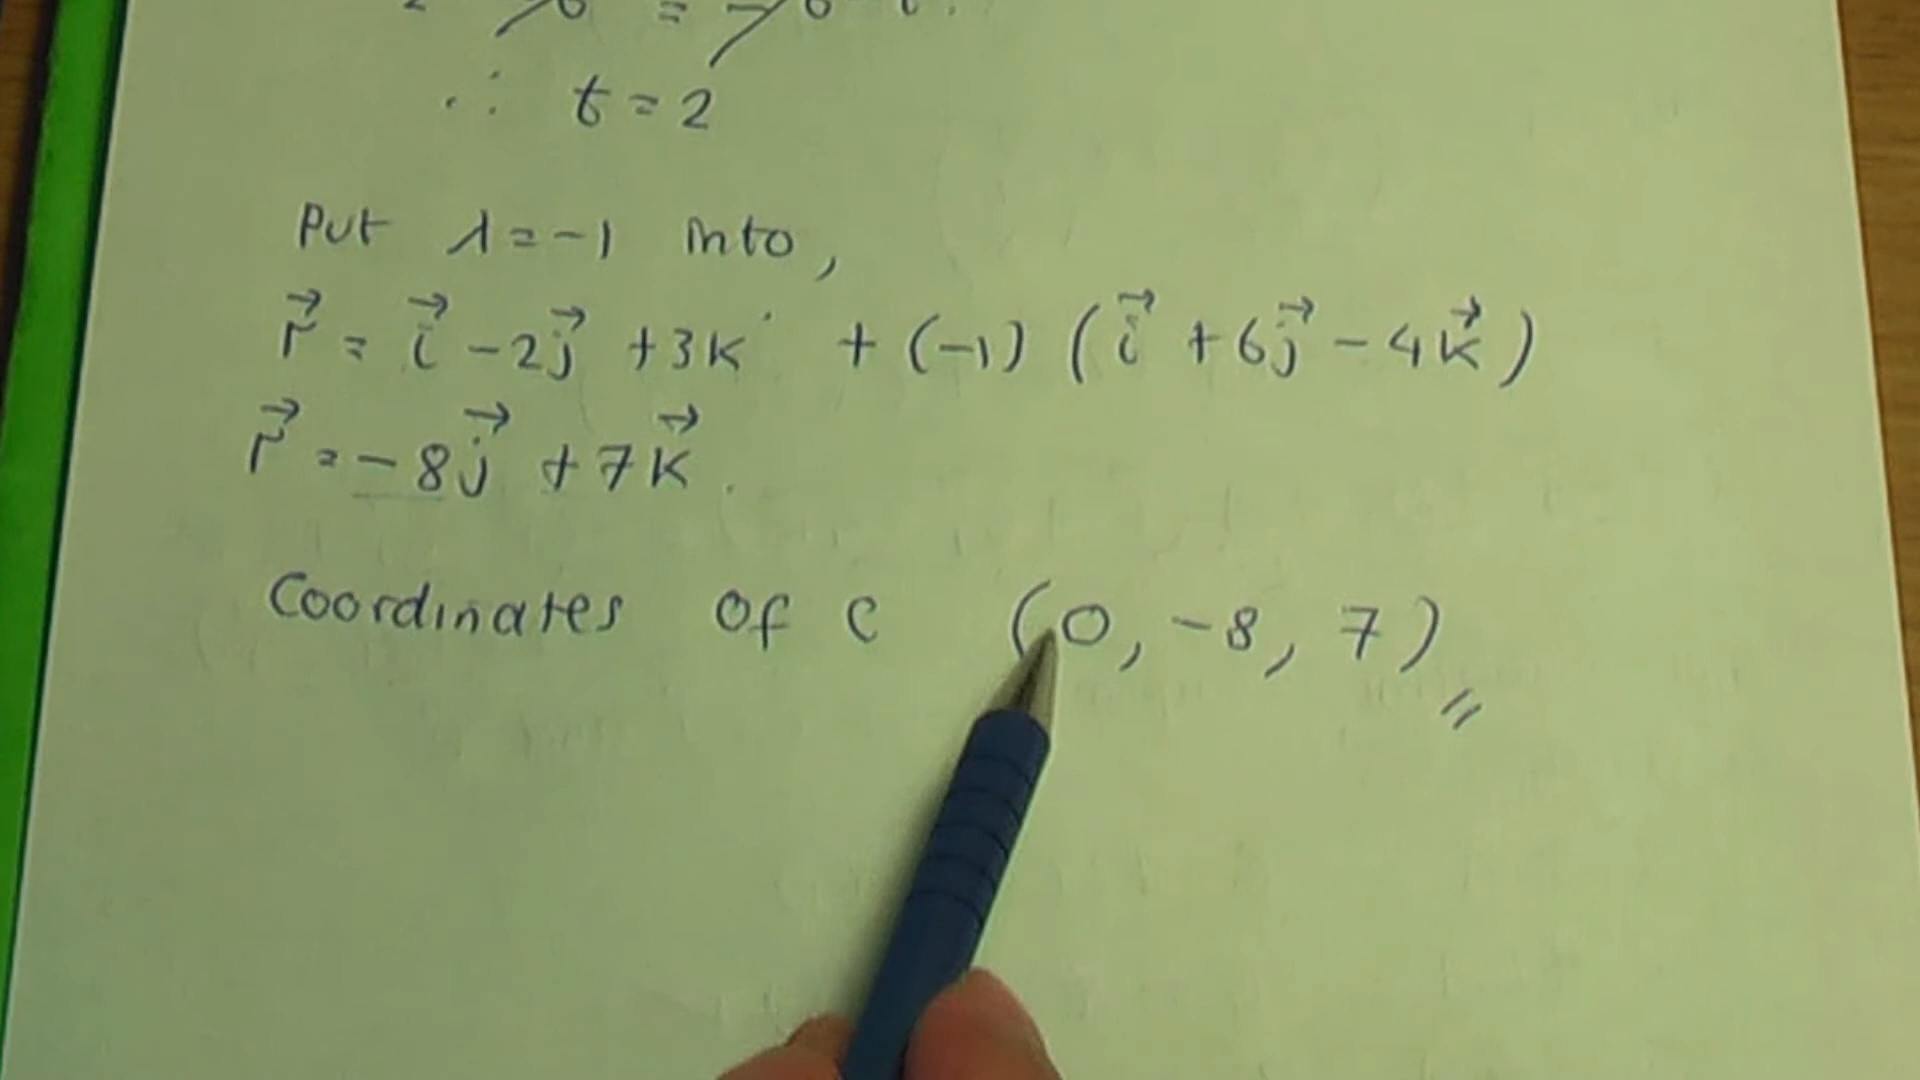 ∴ t = 2
Put λ = -1 into,
r⃗ = i⃗ - 2j⃗ + 3k + (-1) (i⃗ + 6j⃗ - 4k⃗)
r⃗ = -8j⃗ + 7k⃗.
Coordinates of C (0, -8, 7)